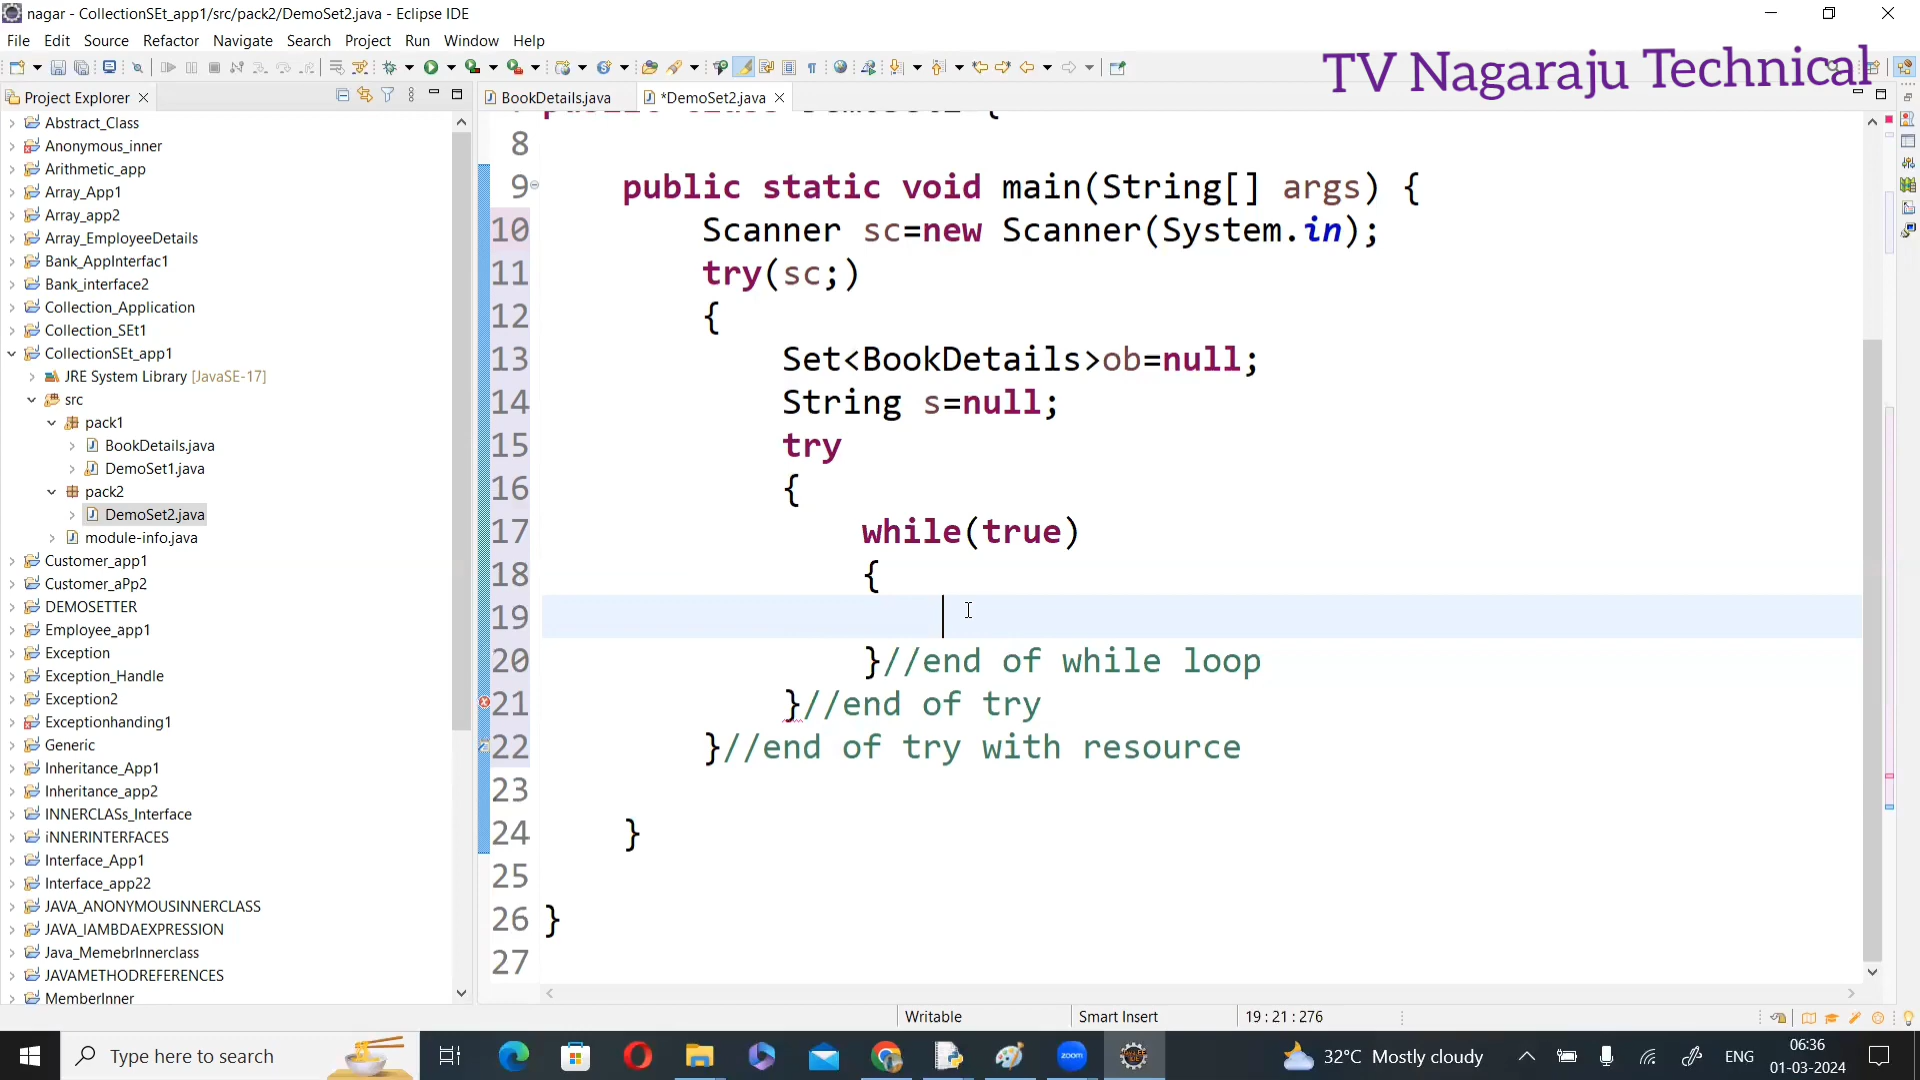 nagar - CollectionSEt_app1/src/pack2/DemoSet2.java - Eclipse IDE
File Edit Source Refactor Navigate Search Project Run Window Help
TV Nagaraju Technical
Project Explorer
BookDetails.java
*DemoSet2.java
Abstract_Class
Anonymous_inner
Arithmetic_app
Array_App1
Array_app2
Array_EmployeeDetails
Bank_AppInterfac1
Bank_interface2
Collection_Application
Collection_SEt1
CollectionSEt_app1
JRE System Library [JavaSE-17]
src
pack1
BookDetails.java
DemoSet1.java
pack2
DemoSet2.java
module-info.java
Customer_app1
Customer_aPp2
DEMOSETTER
Employee_app1
Exception
Exception_Handle
Exception2
Exceptionhanding1
Generic
Inheritance_App1
Inheritance_app2
INNERCLASs_Interface
iNNERINTERFACES
Interface_App1
Interface_app22
JAVA_ANONYMOUSINNERCLASS
JAVA_lAMBDAEXPRESSION
Java_MemebrInnerclass
JAVAMETHODREFERENCES
MemberInner
public class DemoSet2 {
8
9 public static void main(String[] args) {
10 Scanner sc=new Scanner(System.in);
11 try(sc;)
12 {
13 Set<BookDetails>ob=null;
14 String s=null;
15 try
16 {
17 while(true)
18 {
19
20 }//end of while loop
21 }//end of try
22 }//end of try with resource
23
24 }
25
26 }
27
Writable Smart Insert 19 : 21 : 276
Type here to search
zoom
32°C Mostly cloudy
ENG
06:36
01-03-2024